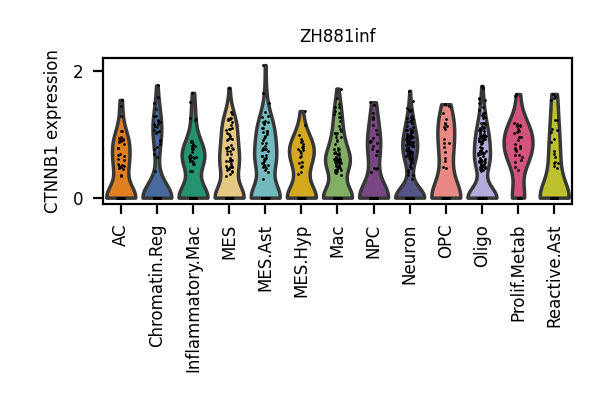 ZH881inf
CTNNB1 expression
2
0
AC
Chromatin.Reg
Inflammatory.Mac
MES
MES.Ast
MES.Hyp
Mac
NPC
Neuron
OPC
Oligo
Prolif.Metab
Reactive.Ast